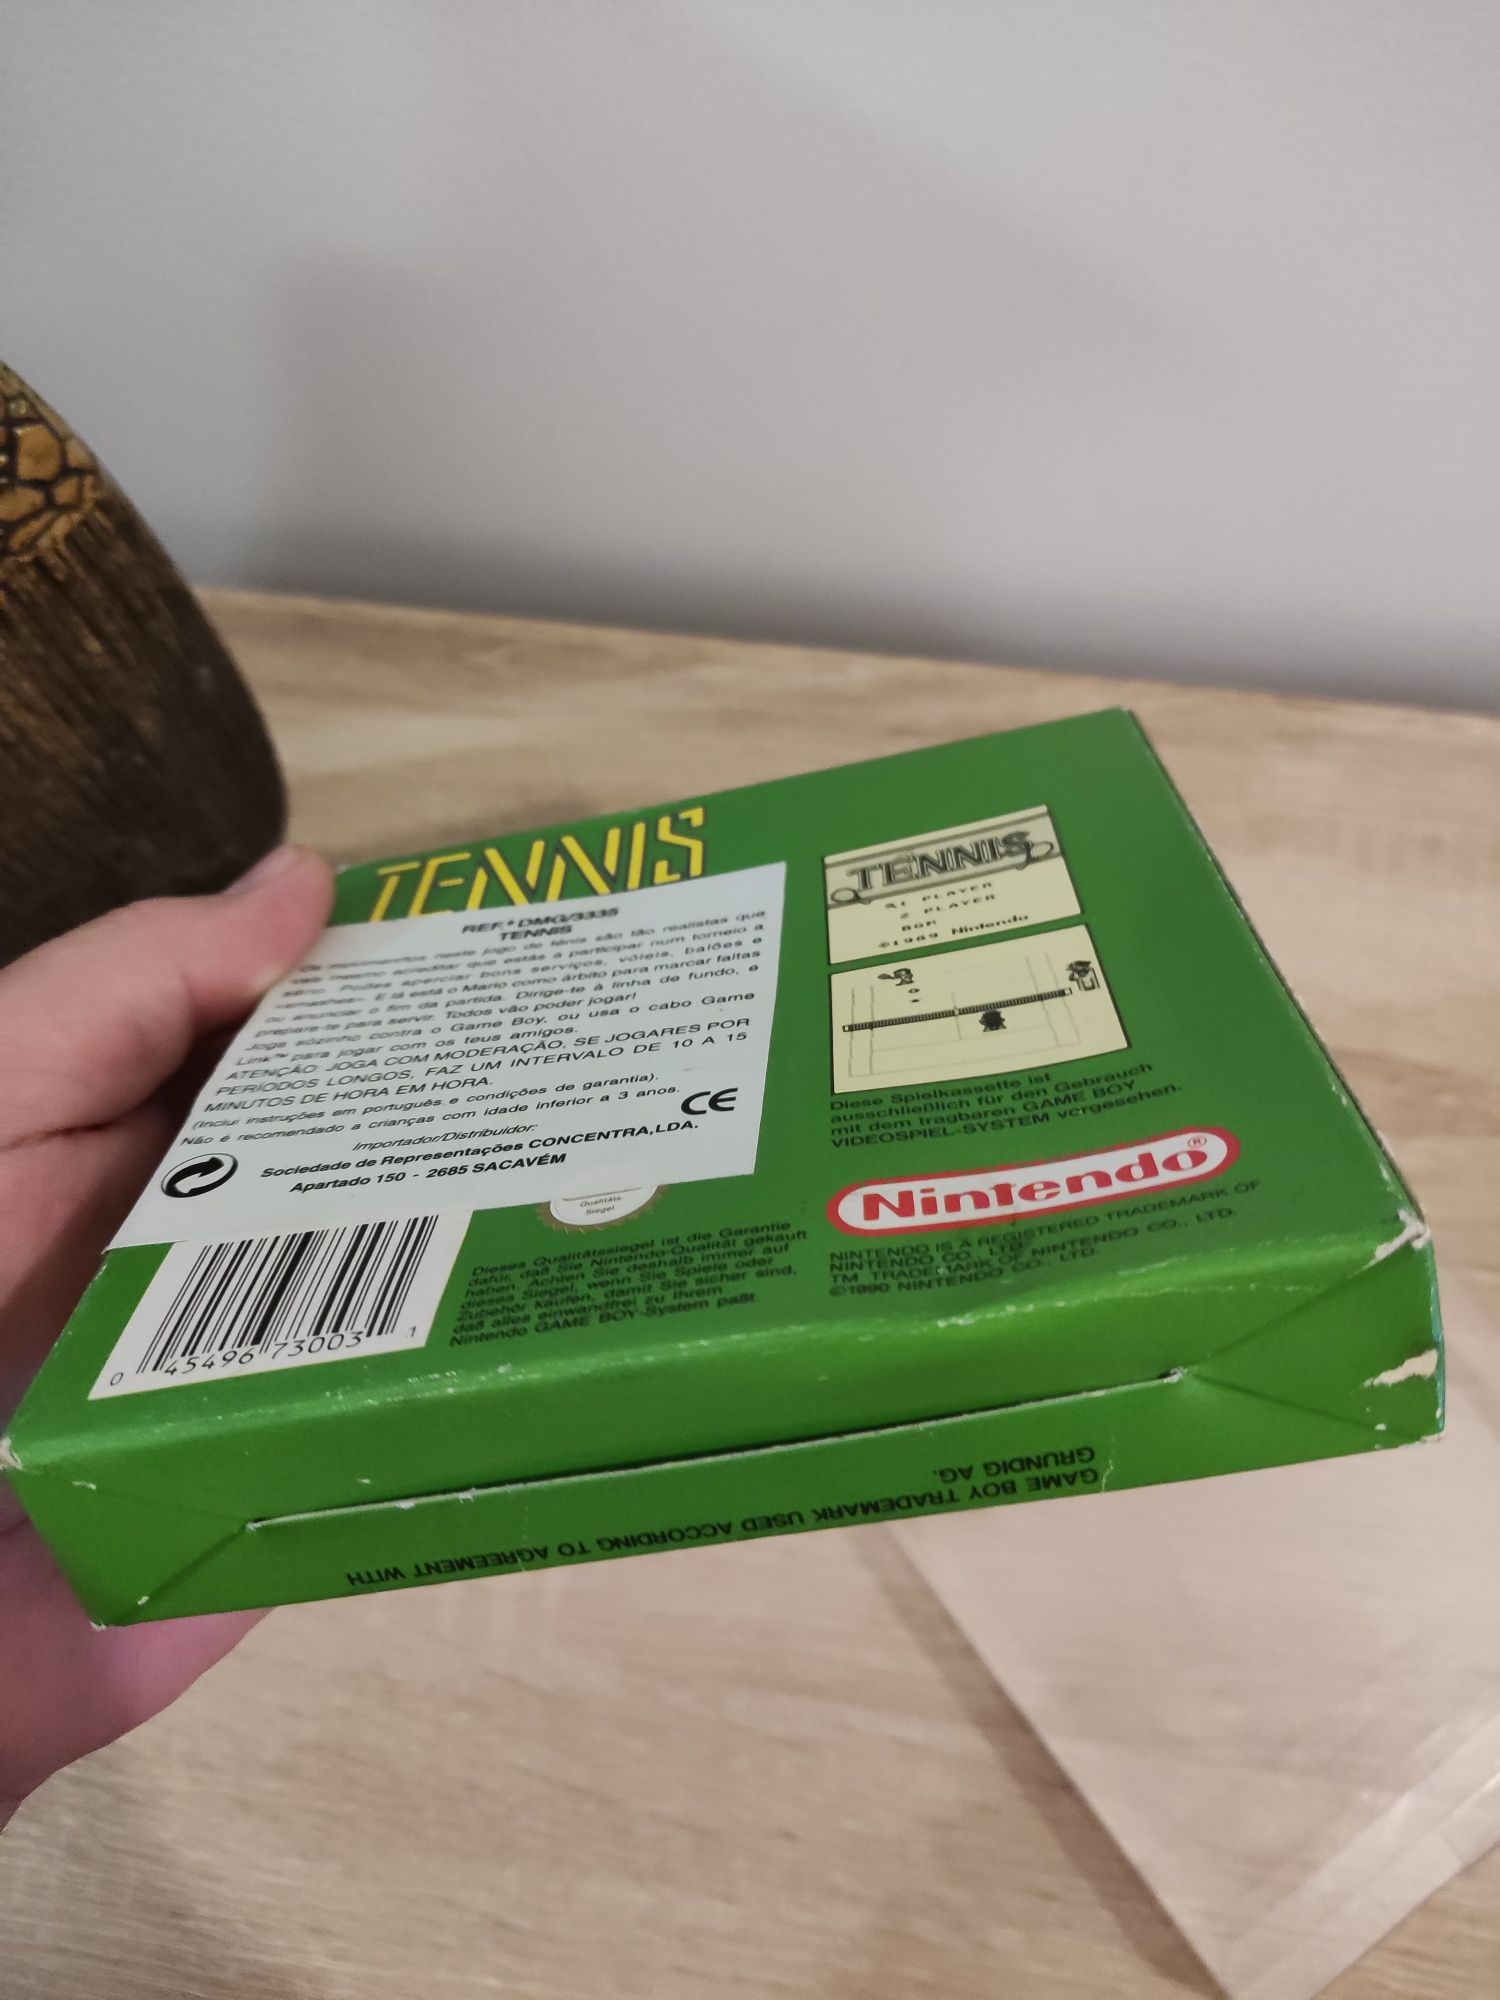 TENNIS
REF.ª DMG/3335
TENNIS
Os movimentos neste jogo de ténis são tão realistas que
mesmo acreditar que estás a participar num torneio a
sério. Podes aperciar bons serviços, vóleis, balões e
«smashes». E lá está o Mario como árbito para marcar faltas
ou anunciar o fim da partida. Dirige-te à linha de fundo, e
prepara-te para servir. Todos vão poder jogar!
Joga sòzinho contra o Game Boy, ou usa o cabo Game
Link™ para jogar com os teus amigos.
ATENÇÃO: JOGA COM MODERAÇÃO, SE JOGARES POR
PERÍODOS LONGOS, FAZ UM INTERVALO DE 10 A 15
MINUTOS DE HORA EM HORA.
(Inclui instruções em português e condições de garantia).
Não é recomendado a crianças com idade inferior a 3 anos.
CE
Importador/Distribuidor:
Sociedade de Representações CONCENTRA,LDA.
Apartado 150 - 2685 SACAVÉM
TENNIS
1 PLAYER
2 PLAYER
BGM
©1989 Nintendo
Diese Spielkassette ist
ausschließlich für den Gebrauch
mit dem tragbaren GAME BOY
VIDEOSPIEL-SYSTEM vorgesehen.
Nintendo®
NINTENDO IS A REGISTERED TRADEMARK OF
NINTENDO CO., LTD.
TM TRADEMARK OF NINTENDO CO., LTD.
©1990 NINTENDO CO., LTD.
Qualitäts-
Siegel
Dieses Qualitätssiegel ist die Garantie
dafür, daß Sie Nintendo-Qualität gekauft
haben. Achten Sie deshalb immer auf
dieses Siegel, wenn Sie Spiele oder
Zubehör kaufen, damit Sie sicher sind,
daß alles einwandfrei zu Ihrem
Nintendo GAME BOY-System paßt.
0 45496 73003 1
GAME BOY TRADEMARK USED ACCORDING TO AGREEMENT WITH
GRUNDIG AG.